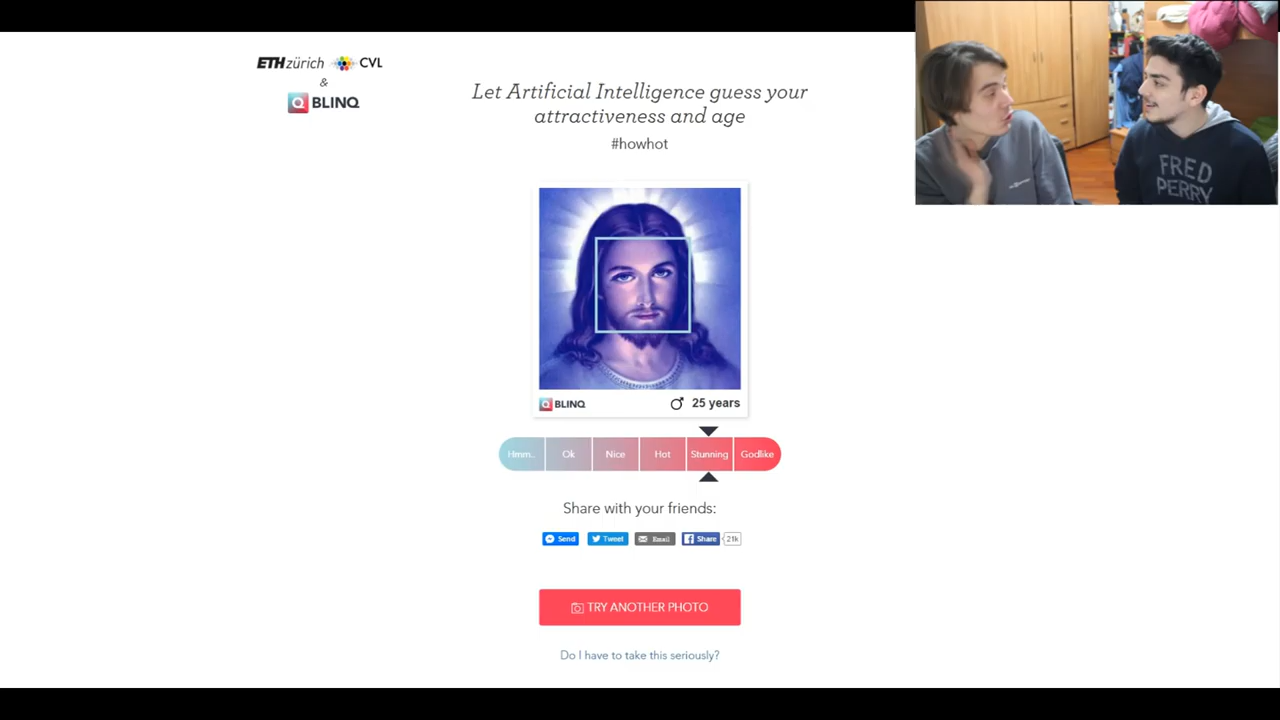 ETH zürich CVL
&
BLINQ
Let Artificial Intelligence guess your
attractiveness and age
#howhot
FRED
PERRY
BLINQ 25 years
Hmm.. Ok Nice Hot Stunning Godlike
Share with your friends:
Send Tweet Email Share 21k
TRY ANOTHER PHOTO
Do I have to take this seriously?